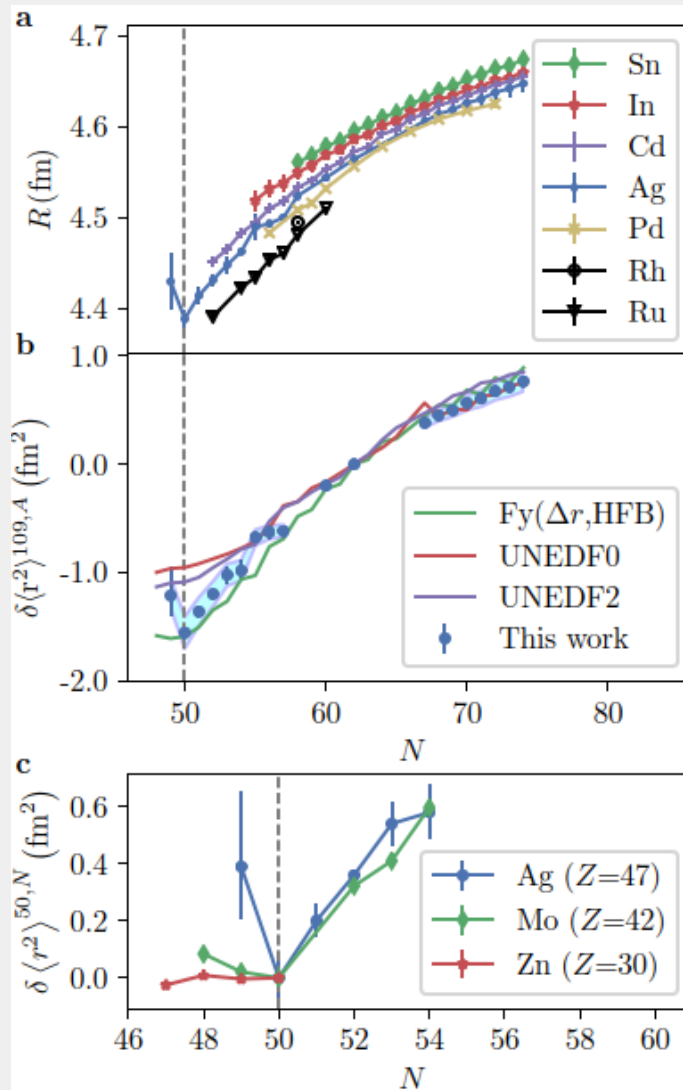 a
4.7
4.6
4.5
4.4
R (fm)
Sn
In
Cd
Ag
Pd
Rh
Ru
b
1.0
0.0
-1.0
-2.0
δ⟨r²⟩¹⁰⁹,ᴬ (fm²)
Fy(Δr,HFB)
UNEDF0
UNEDF2
This work
50 60 70 80
N
c
0.6
0.4
0.2
0.0
δ ⟨r²⟩⁵⁰,ᴺ (fm²)
Ag (Z=47)
Mo (Z=42)
Zn (Z=30)
46 48 50 52 54 56 58 60
N